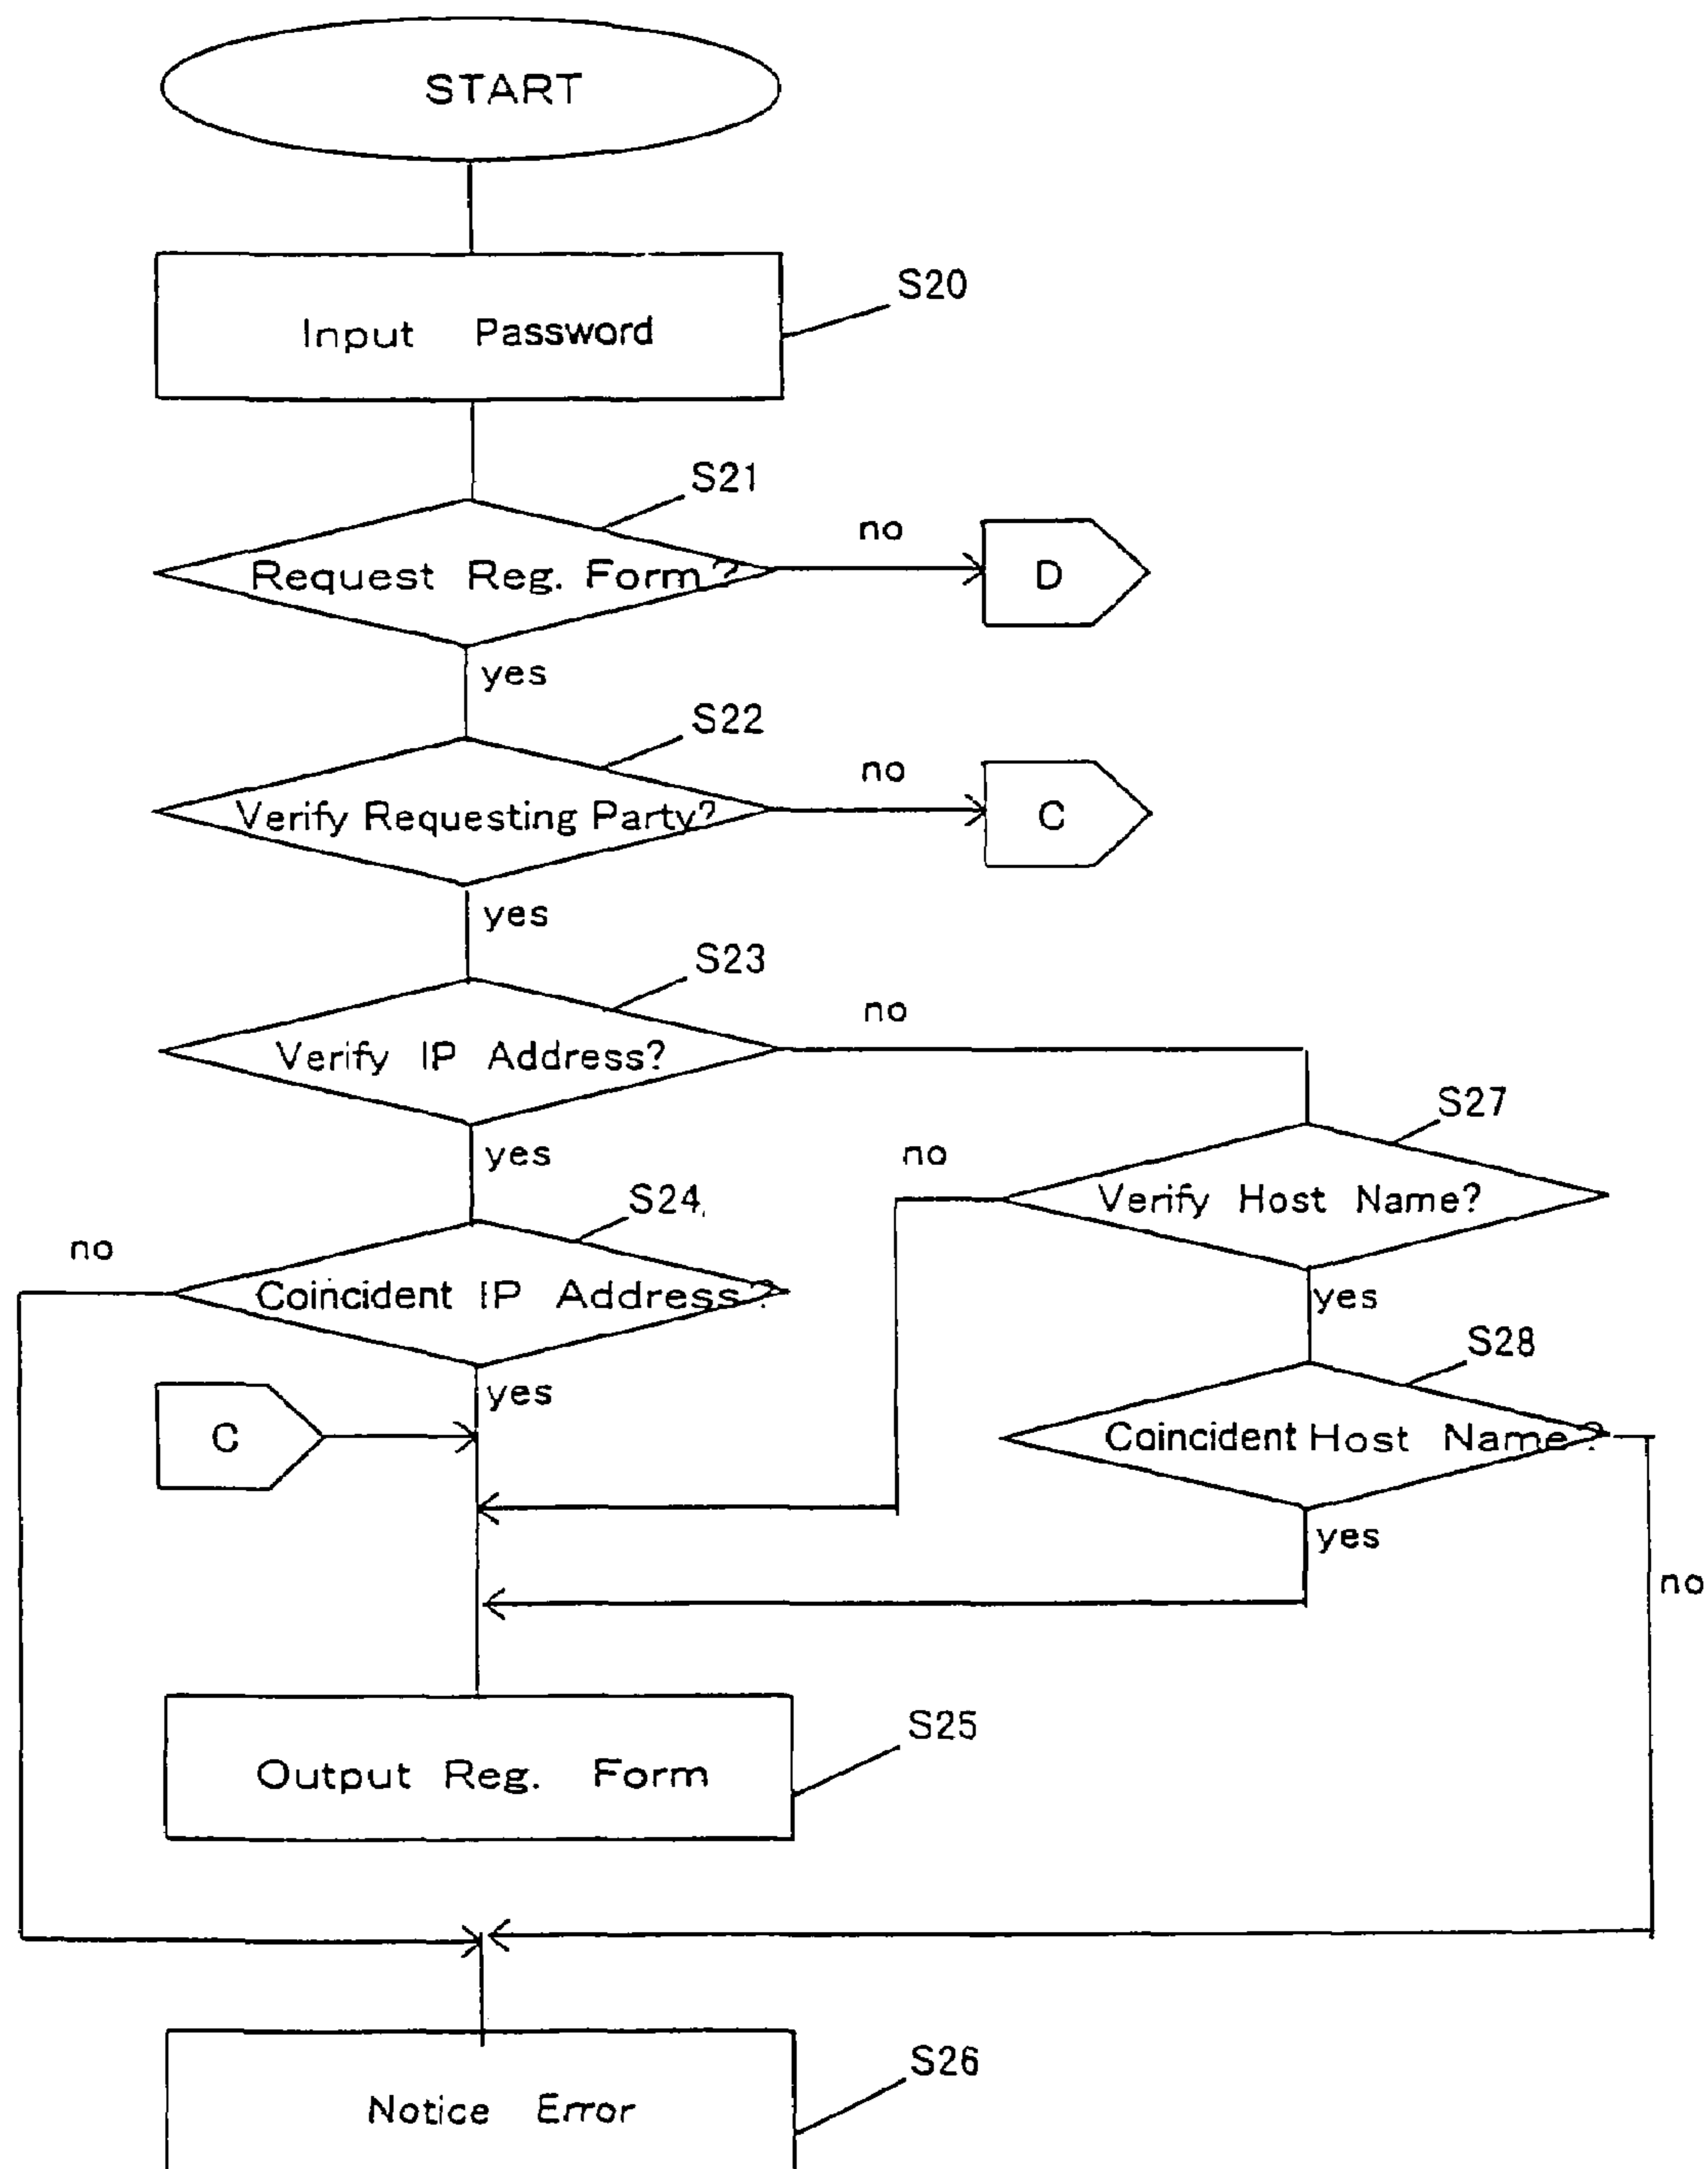 START
Input Password
S20
S21
Request Reg. Form?
no
D
yes
S22
Verify Requesting Party?
no
C
yes
S23
Verify IP Address?
no
yes
S27
Verify Host Name?
no
yes
S24
Coincident IP Address?
no
yes
S28
Coincident Host Name?
yes
no
C
Output Reg. Form
S25
Notice Error
S26